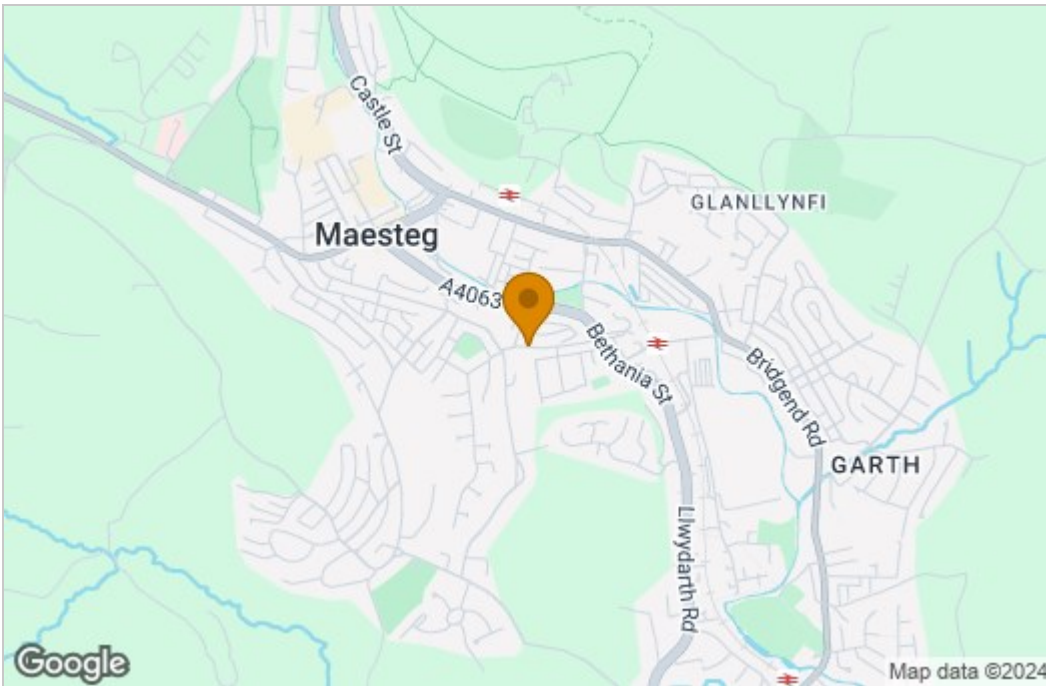 Castle St
GLANLLYNFI
Maesteg
A4063
Bethania St
Bridgend Rd
GARTH
Llwydarth Rd
Google
Map data ©2024